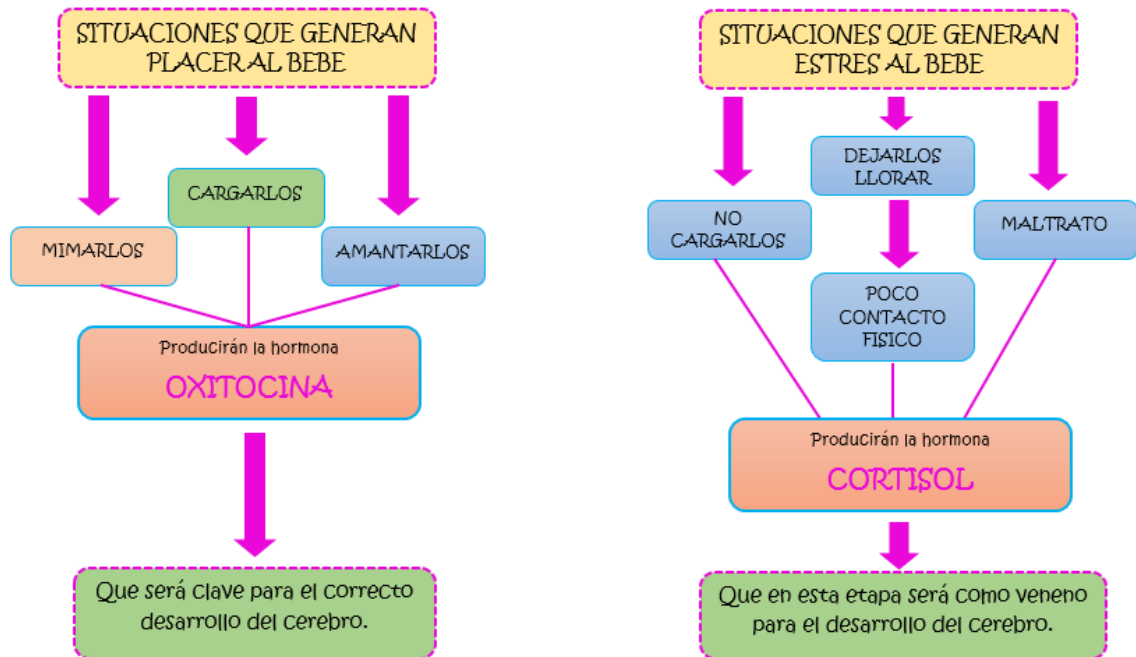 SITUACIONES QUE GENERAN
PLACER AL BEBE
CARGARLOS
MIMARLOS
AMANTARLOS
Producirán la hormona
OXITOCINA
Que será clave para el correcto
desarrollo del cerebro.
SITUACIONES QUE GENERAN
ESTRES AL BEBE
DEJARLOS
LLORAR
NO
CARGARLOS
MALTRATO
POCO
CONTACTO
FISICO
Producirán la hormona
CORTISOL
Que en esta etapa será como veneno
para el desarrollo del cerebro.